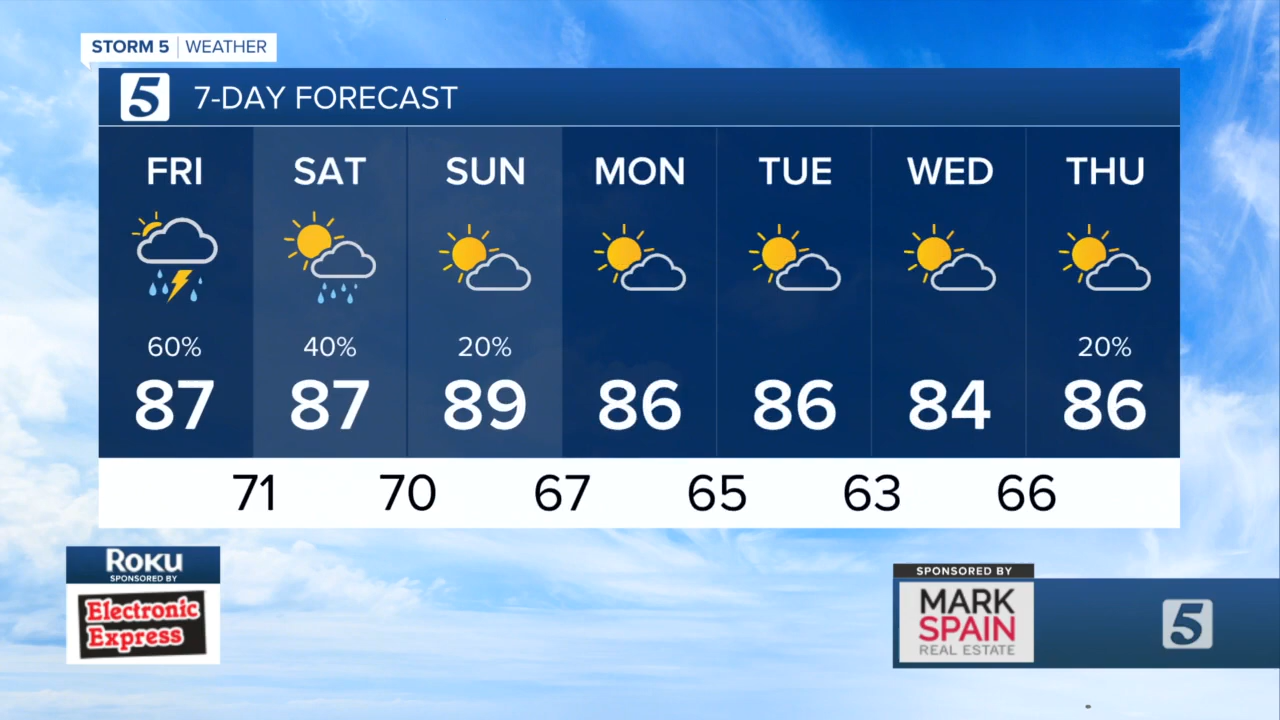 STORM 5 | WEATHER
5 7-DAY FORECAST
FRI SAT SUN MON TUE WED THU
60% 40% 20% 20%
87 87 89 86 86 84 86
71 70 67 65 63 66
ROKU
SPONSORED BY
Electronic
Express
SPONSORED BY
MARK
SPAIN
REAL ESTATE
5